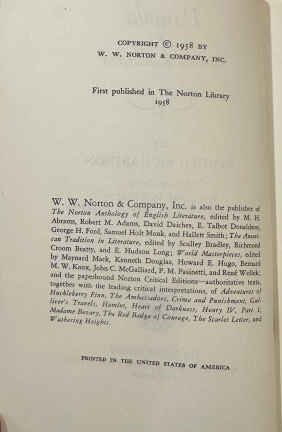 COPYRIGHT © 1958 BY
W. W. NORTON & COMPANY, INC.
First published in The Norton Library
1958
W. W. Norton & Company, Inc. is also the publisher of
The Norton Anthology of English Literature, edited by M. H.
Abrams, Robert M. Adams, David Daiches, E. Talbot Donaldson,
George H. Ford, Samuel Holt Monk, and Hallett Smith; The Ameri-
can Tradition in Literature, edited by Sculley Bradley, Richmond
Croom Beatty, and E. Hudson Long; World Masterpieces, edited
by Maynard Mack, Kenneth Douglas, Howard E. Hugo, Bernard
M. W. Knox, John C. McGalliard, P. M. Pasinetti, and René Wellek;
and the paperbound Norton Critical Editions—authoritative texts,
together with the leading critical interpretations, of Adventures of
Huckleberry Finn, The Ambassadors, Crime and Punishment, Gul-
liver's Travels, Hamlet, Heart of Darkness, Henry IV, Part I,
Madame Bovary, The Red Badge of Courage, The Scarlet Letter, and
Wuthering Heights.
PRINTED IN THE UNITED STATES OF AMERICA